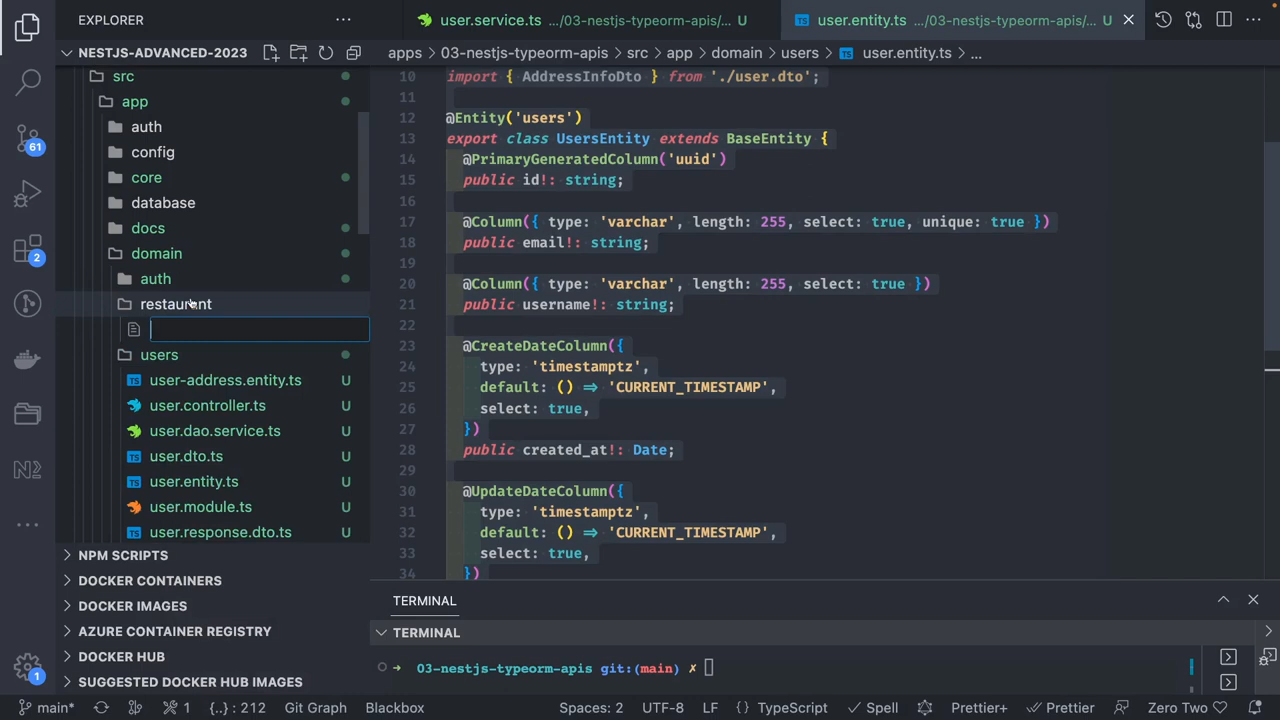 EXPLORER
NESTJS-ADVANCED-2023
src
app
auth
config
core
database
docs
domain
auth
restaurnt
users
user-address.entity.ts U
user.controller.ts U
user.dao.service.ts U
user.dto.ts U
user.entity.ts U
user.module.ts U
user.response.dto.ts U
NPM SCRIPTS
DOCKER CONTAINERS
DOCKER IMAGES
AZURE CONTAINER REGISTRY
DOCKER HUB
SUGGESTED DOCKER HUB IMAGES
61
2
1
user.service.ts .../03-nestjs-typeorm-apis/... U
user.entity.ts .../03-nestjs-typeorm-apis/... U
apps > 03-nestjs-typeorm-apis > src > app > domain > users > user.entity.ts > ...
10 import { AddressInfoDto } from './user.dto';
11
12 @Entity('users')
13 export class UsersEntity extends BaseEntity {
14 @PrimaryGeneratedColumn('uuid')
15 public id!: string;
16
17 @Column({ type: 'varchar', length: 255, select: true, unique: true })
18 public email!: string;
19
20 @Column({ type: 'varchar', length: 255, select: true })
21 public username!: string;
22
23 @CreateDateColumn({
24 type: 'timestamptz',
25 default: () => 'CURRENT_TIMESTAMP',
26 select: true,
27 })
28 public created_at!: Date;
29
30 @UpdateDateColumn({
31 type: 'timestamptz',
32 default: () => 'CURRENT_TIMESTAMP',
33 select: true,
34 })
TERMINAL
TERMINAL
→ 03-nestjs-typeorm-apis git:(main) ✗
main* 1 {..} : 212 Git Graph Blackbox Spaces: 2 UTF-8 LF {} TypeScript Spell Prettier+ Prettier Zero Two